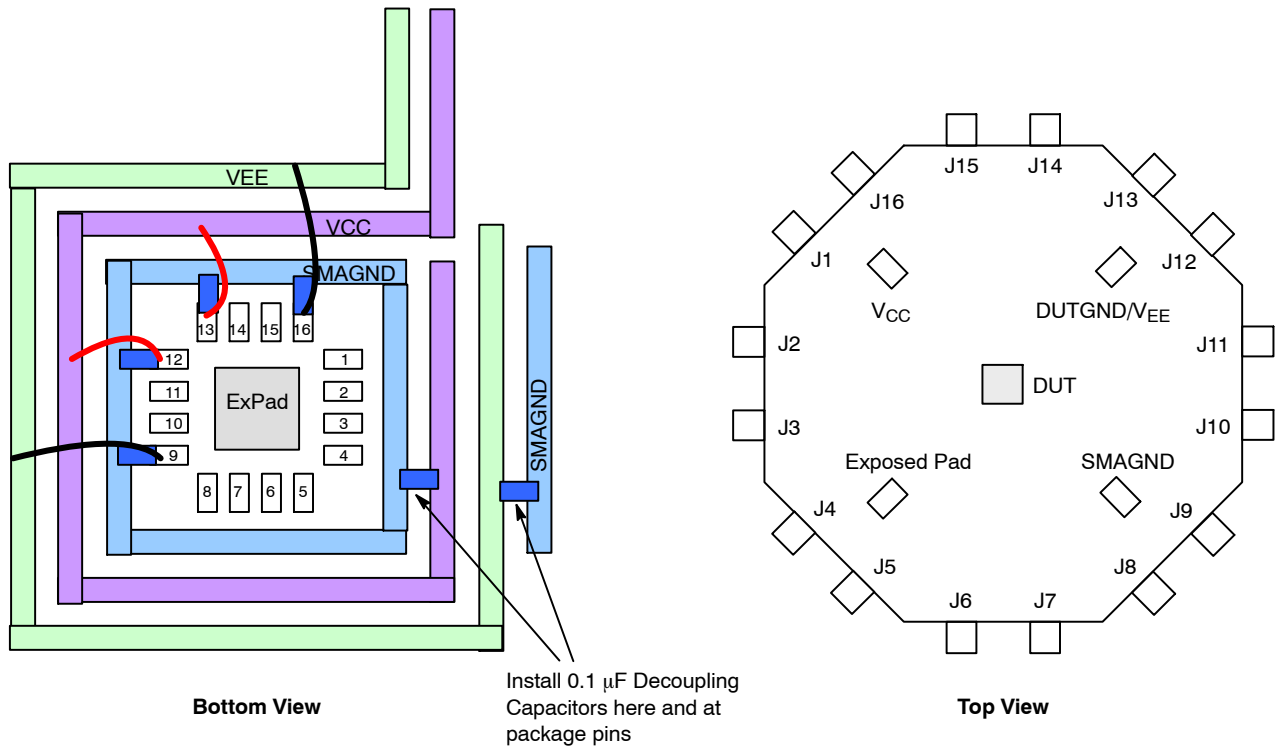 VEE
VCC
SMAGND
13
14
15
16
12
11
10
9
ExPad
1
2
3
4
8
7
6
5
SMAGND
Install 0.1 μF Decoupling
Capacitors here and at
package pins
Bottom View
J15
J14
J16
J13
J1
J12
VCC
DUTGND/VEE
J2
J11
DUT
J3
J10
Exposed Pad
SMAGND
J4
J9
J5
J8
J6
J7
Top View